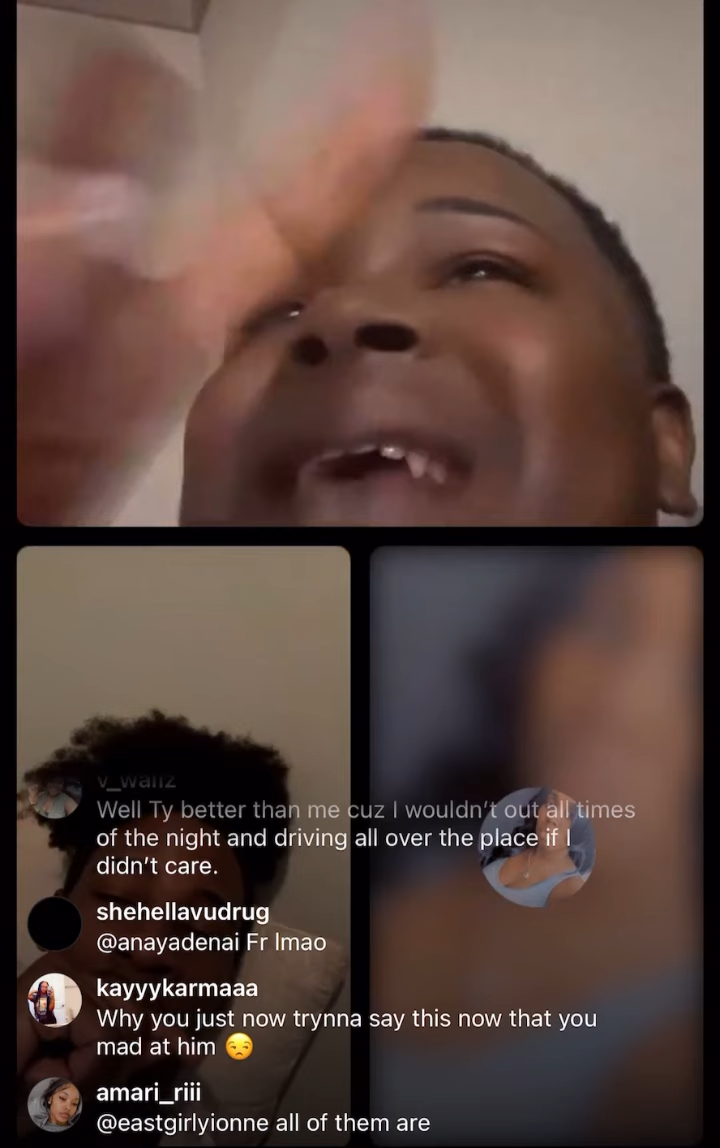 v_wallz
Well Ty better than me cuz I wouldn't out all times
of the night and driving all over the place if I
didn't care.
shehellavudrug
@anayadenai Fr lmao
kayyykarmaaa
Why you just now trynna say this now that you
mad at him 😒
amari_riii
@eastgirlyionne all of them are